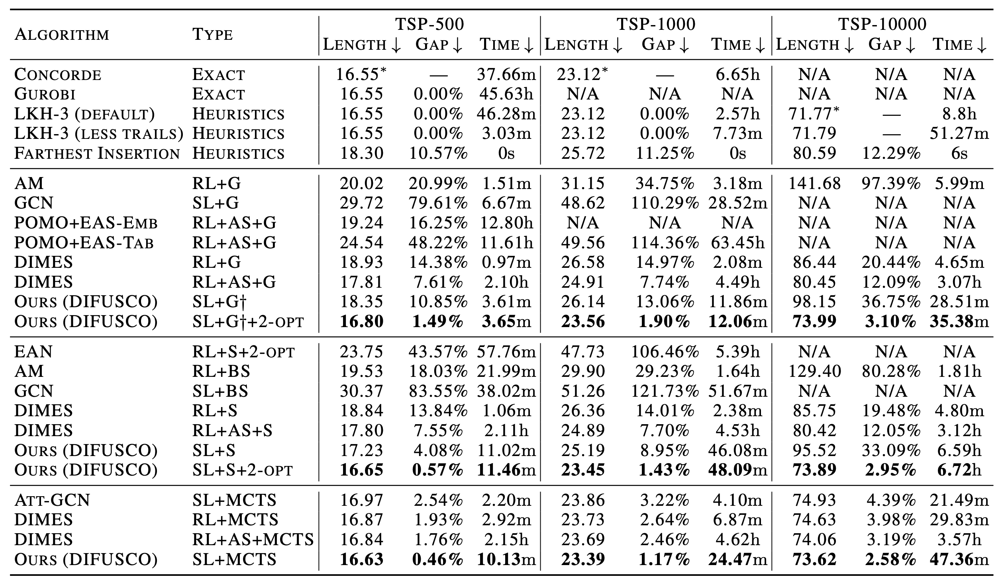 ALGORITHM TYPE TSP-500 TSP-1000 TSP-10000
LENGTH ↓ GAP ↓ TIME ↓ LENGTH ↓ GAP ↓ TIME ↓ LENGTH ↓ GAP ↓ TIME ↓
CONCORDE EXACT 16.55* — 37.66m 23.12* — 6.65h N/A N/A N/A
GUROBI EXACT 16.55 0.00% 45.63h N/A N/A N/A N/A N/A N/A
LKH-3 (DEFAULT) HEURISTICS 16.55 0.00% 46.28m 23.12 0.00% 2.57h 71.77* — 8.8h
LKH-3 (LESS TRAILS) HEURISTICS 16.55 0.00% 3.03m 23.12 0.00% 7.73m 71.79 — 51.27m
FARTHEST INSERTION HEURISTICS 18.30 10.57% 0s 25.72 11.25% 0s 80.59 12.29% 6s
AM RL+G 20.02 20.99% 1.51m 31.15 34.75% 3.18m 141.68 97.39% 5.99m
GCN SL+G 29.72 79.61% 6.67m 48.62 110.29% 28.52m N/A N/A N/A
POMO+EAS-EMB RL+AS+G 19.24 16.25% 12.80h N/A N/A N/A N/A N/A N/A
POMO+EAS-TAB RL+AS+G 24.54 48.22% 11.61h 49.56 114.36% 63.45h N/A N/A N/A
DIMES RL+G 18.93 14.38% 0.97m 26.58 14.97% 2.08m 86.44 20.44% 4.65m
DIMES RL+AS+G 17.81 7.61% 2.10h 24.91 7.74% 4.49h 80.45 12.09% 3.07h
OURS (DIFUSCO) SL+G† 18.35 10.85% 3.61m 26.14 13.06% 11.86m 98.15 36.75% 28.51m
OURS (DIFUSCO) SL+G†+2-OPT 16.80 1.49% 3.65m 23.56 1.90% 12.06m 73.99 3.10% 35.38m
EAN RL+S+2-OPT 23.75 43.57% 57.76m 47.73 106.46% 5.39h N/A N/A N/A
AM RL+BS 19.53 18.03% 21.99m 29.90 29.23% 1.64h 129.40 80.28% 1.81h
GCN SL+BS 30.37 83.55% 38.02m 51.26 121.73% 51.67m N/A N/A N/A
DIMES RL+S 18.84 13.84% 1.06m 26.36 14.01% 2.38m 85.75 19.48% 4.80m
DIMES RL+AS+S 17.80 7.55% 2.11h 24.89 7.70% 4.53h 80.42 12.05% 3.12h
OURS (DIFUSCO) SL+S 17.23 4.08% 11.02m 25.19 8.95% 46.08m 95.52 33.09% 6.59h
OURS (DIFUSCO) SL+S+2-OPT 16.65 0.57% 11.46m 23.45 1.43% 48.09m 73.89 2.95% 6.72h
ATT-GCN SL+MCTS 16.97 2.54% 2.20m 23.86 3.22% 4.10m 74.93 4.39% 21.49m
DIMES RL+MCTS 16.87 1.93% 2.92m 23.73 2.64% 6.87m 74.63 3.98% 29.83m
DIMES RL+AS+MCTS 16.84 1.76% 2.15h 23.69 2.46% 4.62h 74.06 3.19% 3.57h
OURS (DIFUSCO) SL+MCTS 16.63 0.46% 10.13m 23.39 1.17% 24.47m 73.62 2.58% 47.36m